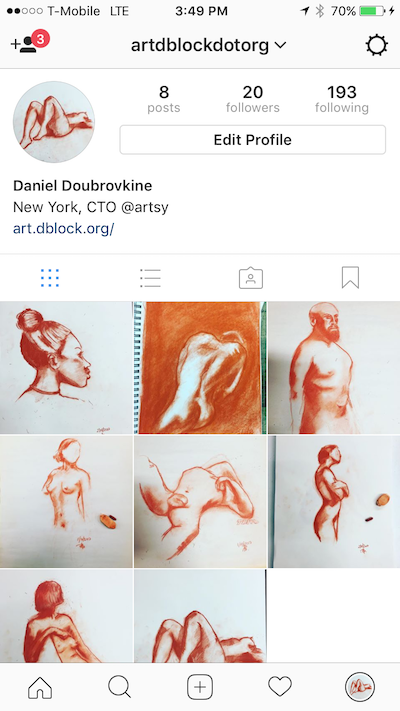 T-Mobile LTE 3:49 PM 70%
3
artdblockdotorg
8 20 193
posts followers following
Edit Profile
Daniel Doubrovkine
New York, CTO @artsy
art.dblock.org/